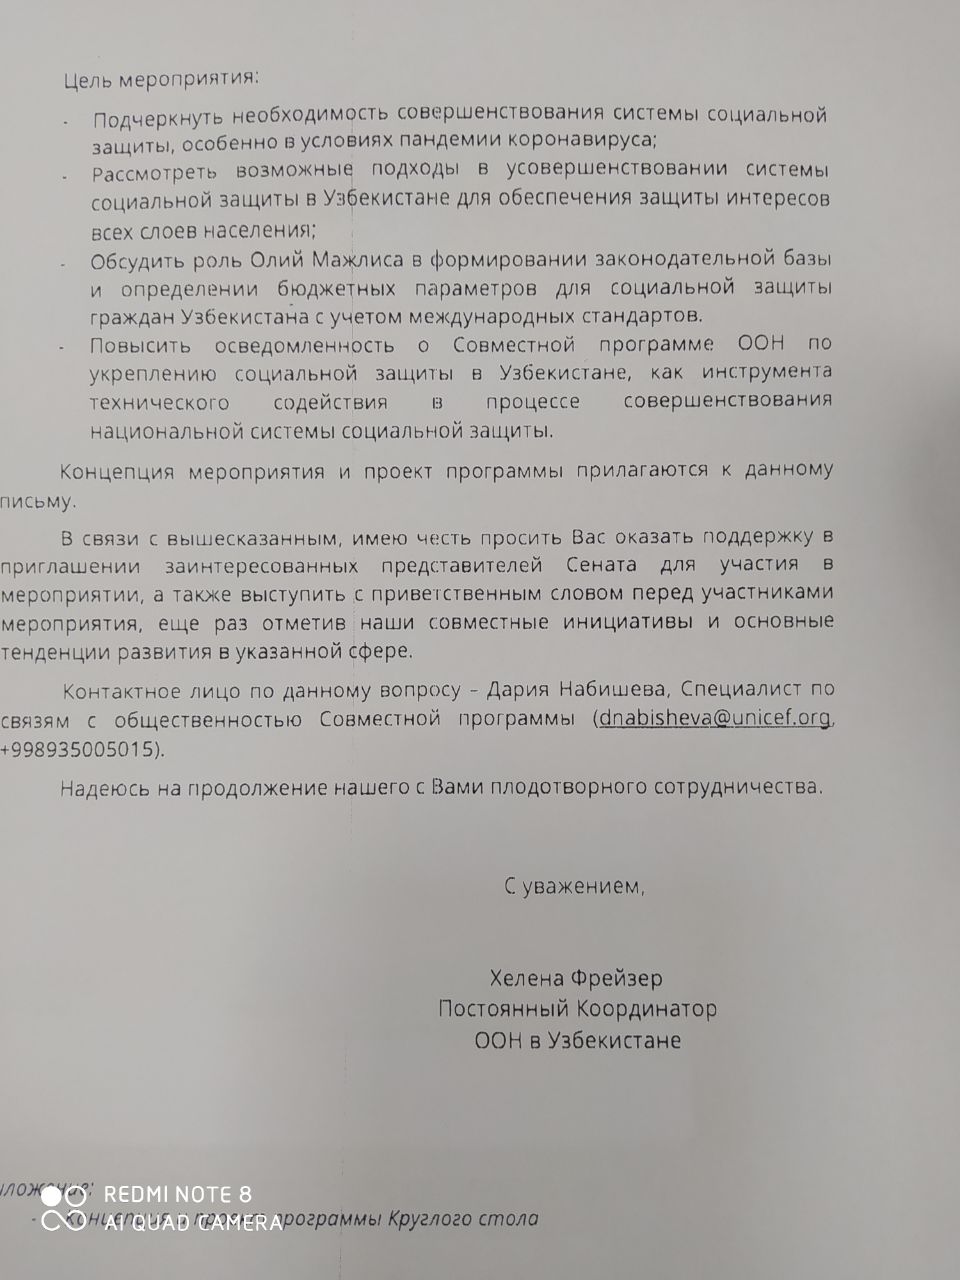 Цель мероприятия:
- Подчеркнуть необходимость совершенствования системы социальной
защиты, особенно в условиях пандемии коронавируса;
- Рассмотреть возможные подходы в усовершенствовании системы
социальной защиты в Узбекистане для обеспечения защиты интересов
всех слоев населения;
- Обсудить роль Олий Мажлиса в формировании законодательной базы
и определении бюджетных параметров для социальной защиты
граждан Узбекистана с учетом международных стандартов.
- Повысить осведомленность о Совместной программе ООН по
укреплению социальной защиты в Узбекистане, как инструмента
технического содействия в процессе совершенствования
национальной системы социальной защиты.
Концепция мероприятия и проект программы прилагаются к данному
письму.
В связи с вышесказанным, имею честь просить Вас оказать поддержку в
приглашении заинтересованных представителей Сената для участия в
мероприятии, а также выступить с приветственным словом перед участниками
мероприятия, еще раз отметив наши совместные инициативы и основные
тенденции развития в указанной сфере.
Контактное лицо по данному вопросу – Дария Набишева, Специалист по
связям с общественностью Совместной программы (dnabisheva@unicef.org,
+998935005015).
Надеюсь на продолжение нашего с Вами плодотворного сотрудничества.
С уважением,
Хелена Фрейзер
Постоянный Координатор
ООН в Узбекистане
иложение:
- Концепция и проект программы Круглого стола
REDMI NOTE 8
AI QUAD CAMERA